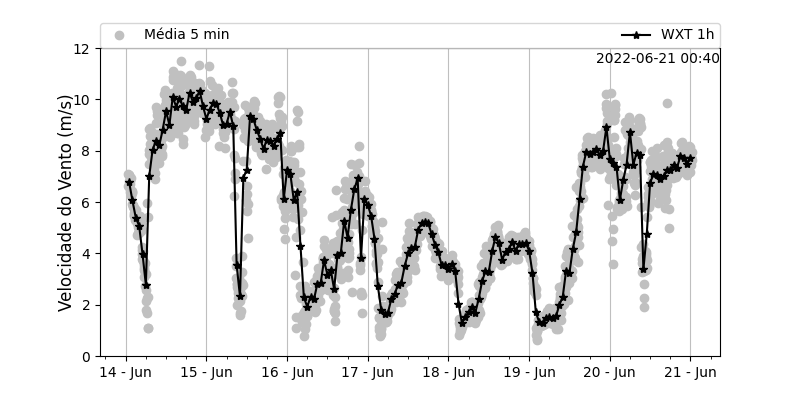 Média 5 min
WXT 1h
2022-06-21 00:40
Velocidade do Vento (m/s)
12
10
8
6
4
2
0
14 - Jun
15 - Jun
16 - Jun
17 - Jun
18 - Jun
19 - Jun
20 - Jun
21 - Jun